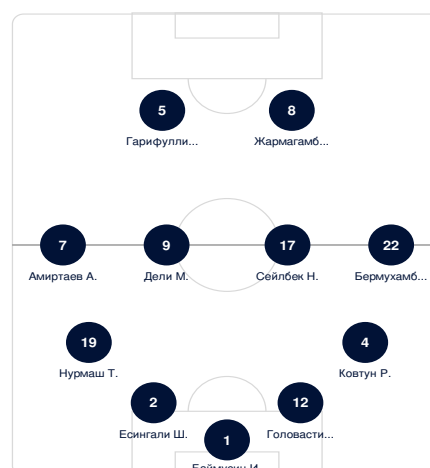 5 8
Гарифулли... Жармагамб...
7 9 17 22
Амиртаев А. Дели М. Сейлбек Н. Бермухамб...
19 4
Нурмаш Т. Ковтун Р.
2 12
Есингали Ш. Головасти...
1